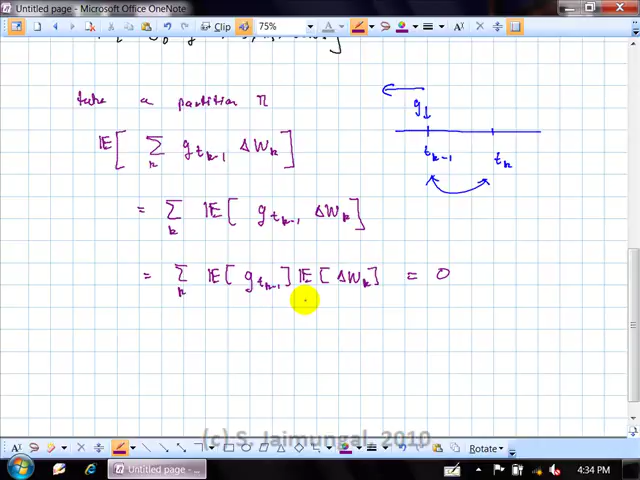 Untitled page - Microsoft Office OneNote
Clip 75%
take a partition π
𝔼[ Σ_k g_{t_{k-1}} ΔW_k ]
g
t_{k-1} t_k
= Σ_k 𝔼[ g_{t_{k-1}} ΔW_k ]
= Σ_k 𝔼[ g_{t_{k-1}} ] 𝔼[ ΔW_k ] = 0
(c) S. Jaimungal, 2010
Rotate
Untitled page - ...
4:34 PM